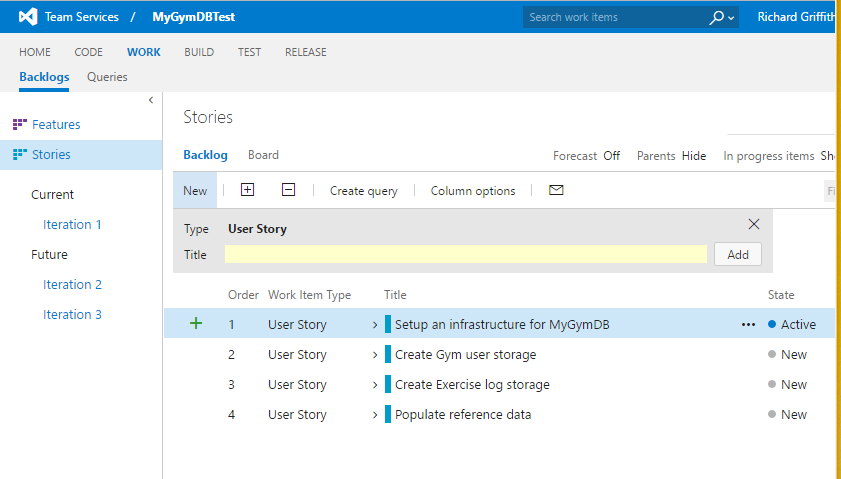 Team Services / MyGymDBTest Search work items Richard Griffith
HOME CODE WORK BUILD TEST RELEASE
Backlogs Queries
Features
Stories
Current
Iteration 1
Future
Iteration 2
Iteration 3
Stories
Backlog Board Forecast Off Parents Hide In progress items Sh
New Create query Column options Fi
Type User Story
Title Add
Order Work Item Type Title State
1 User Story Setup an infrastructure for MyGymDB ... Active
2 User Story Create Gym user storage New
3 User Story Create Exercise log storage New
4 User Story Populate reference data New